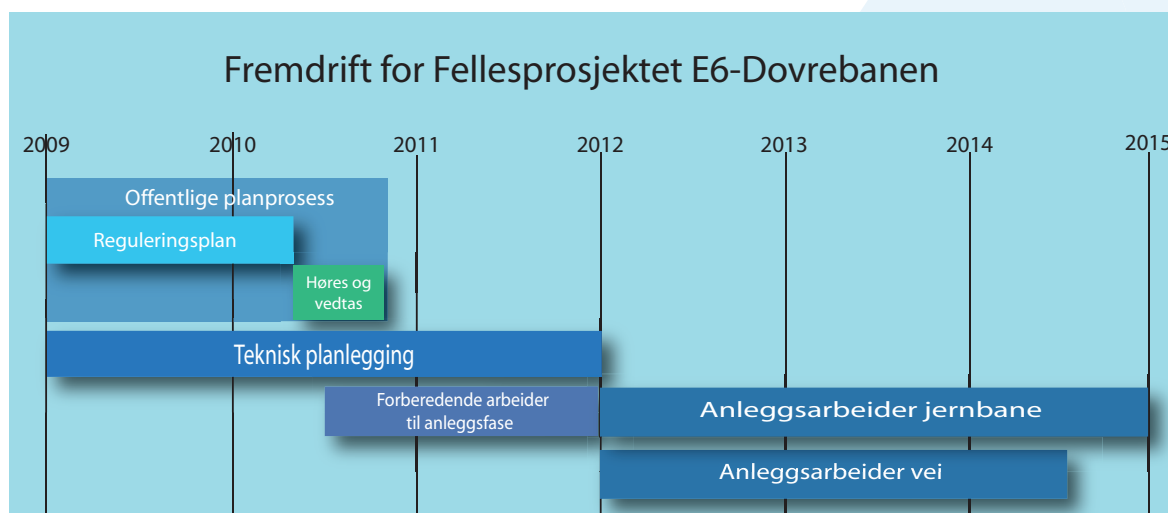 Fremdrift for Fellesprosjektet E6-Dovrebanen
2009 2010 2011 2012 2013 2014 2015
Offentlige planprosess
Reguleringsplan
Høres og
vedtas
Teknisk planlegging
Forberedende arbeider
til anleggsfase
Anleggsarbeider jernbane
Anleggsarbeider vei